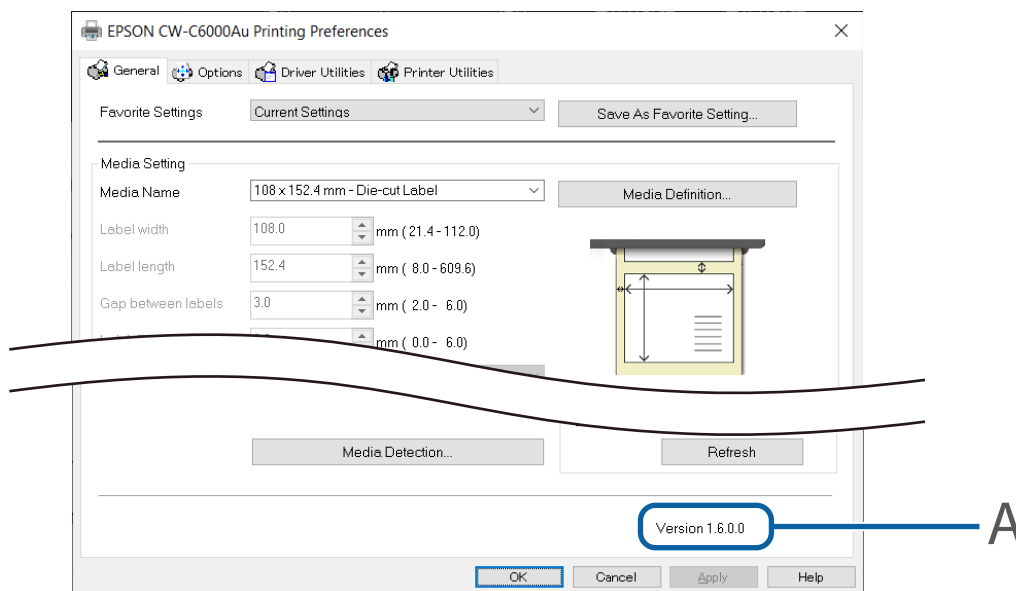 EPSON CW-C6000Au Printing Preferences
General Options Driver Utilities Printer Utilities
Favorite Settings Current Settings Save As Favorite Setting...
Media Setting
Media Name 108 x 152.4 mm - Die-cut Label Media Definition...
Label width 108.0 mm ( 21.4 - 112.0)
Label length 152.4 mm ( 8.0 - 609.6)
Gap between labels 3.0 mm ( 2.0 - 6.0)
mm ( 0.0 - 6.0)
Media Detection... Refresh
Version 1.6.0.0 A
OK Cancel Apply Help